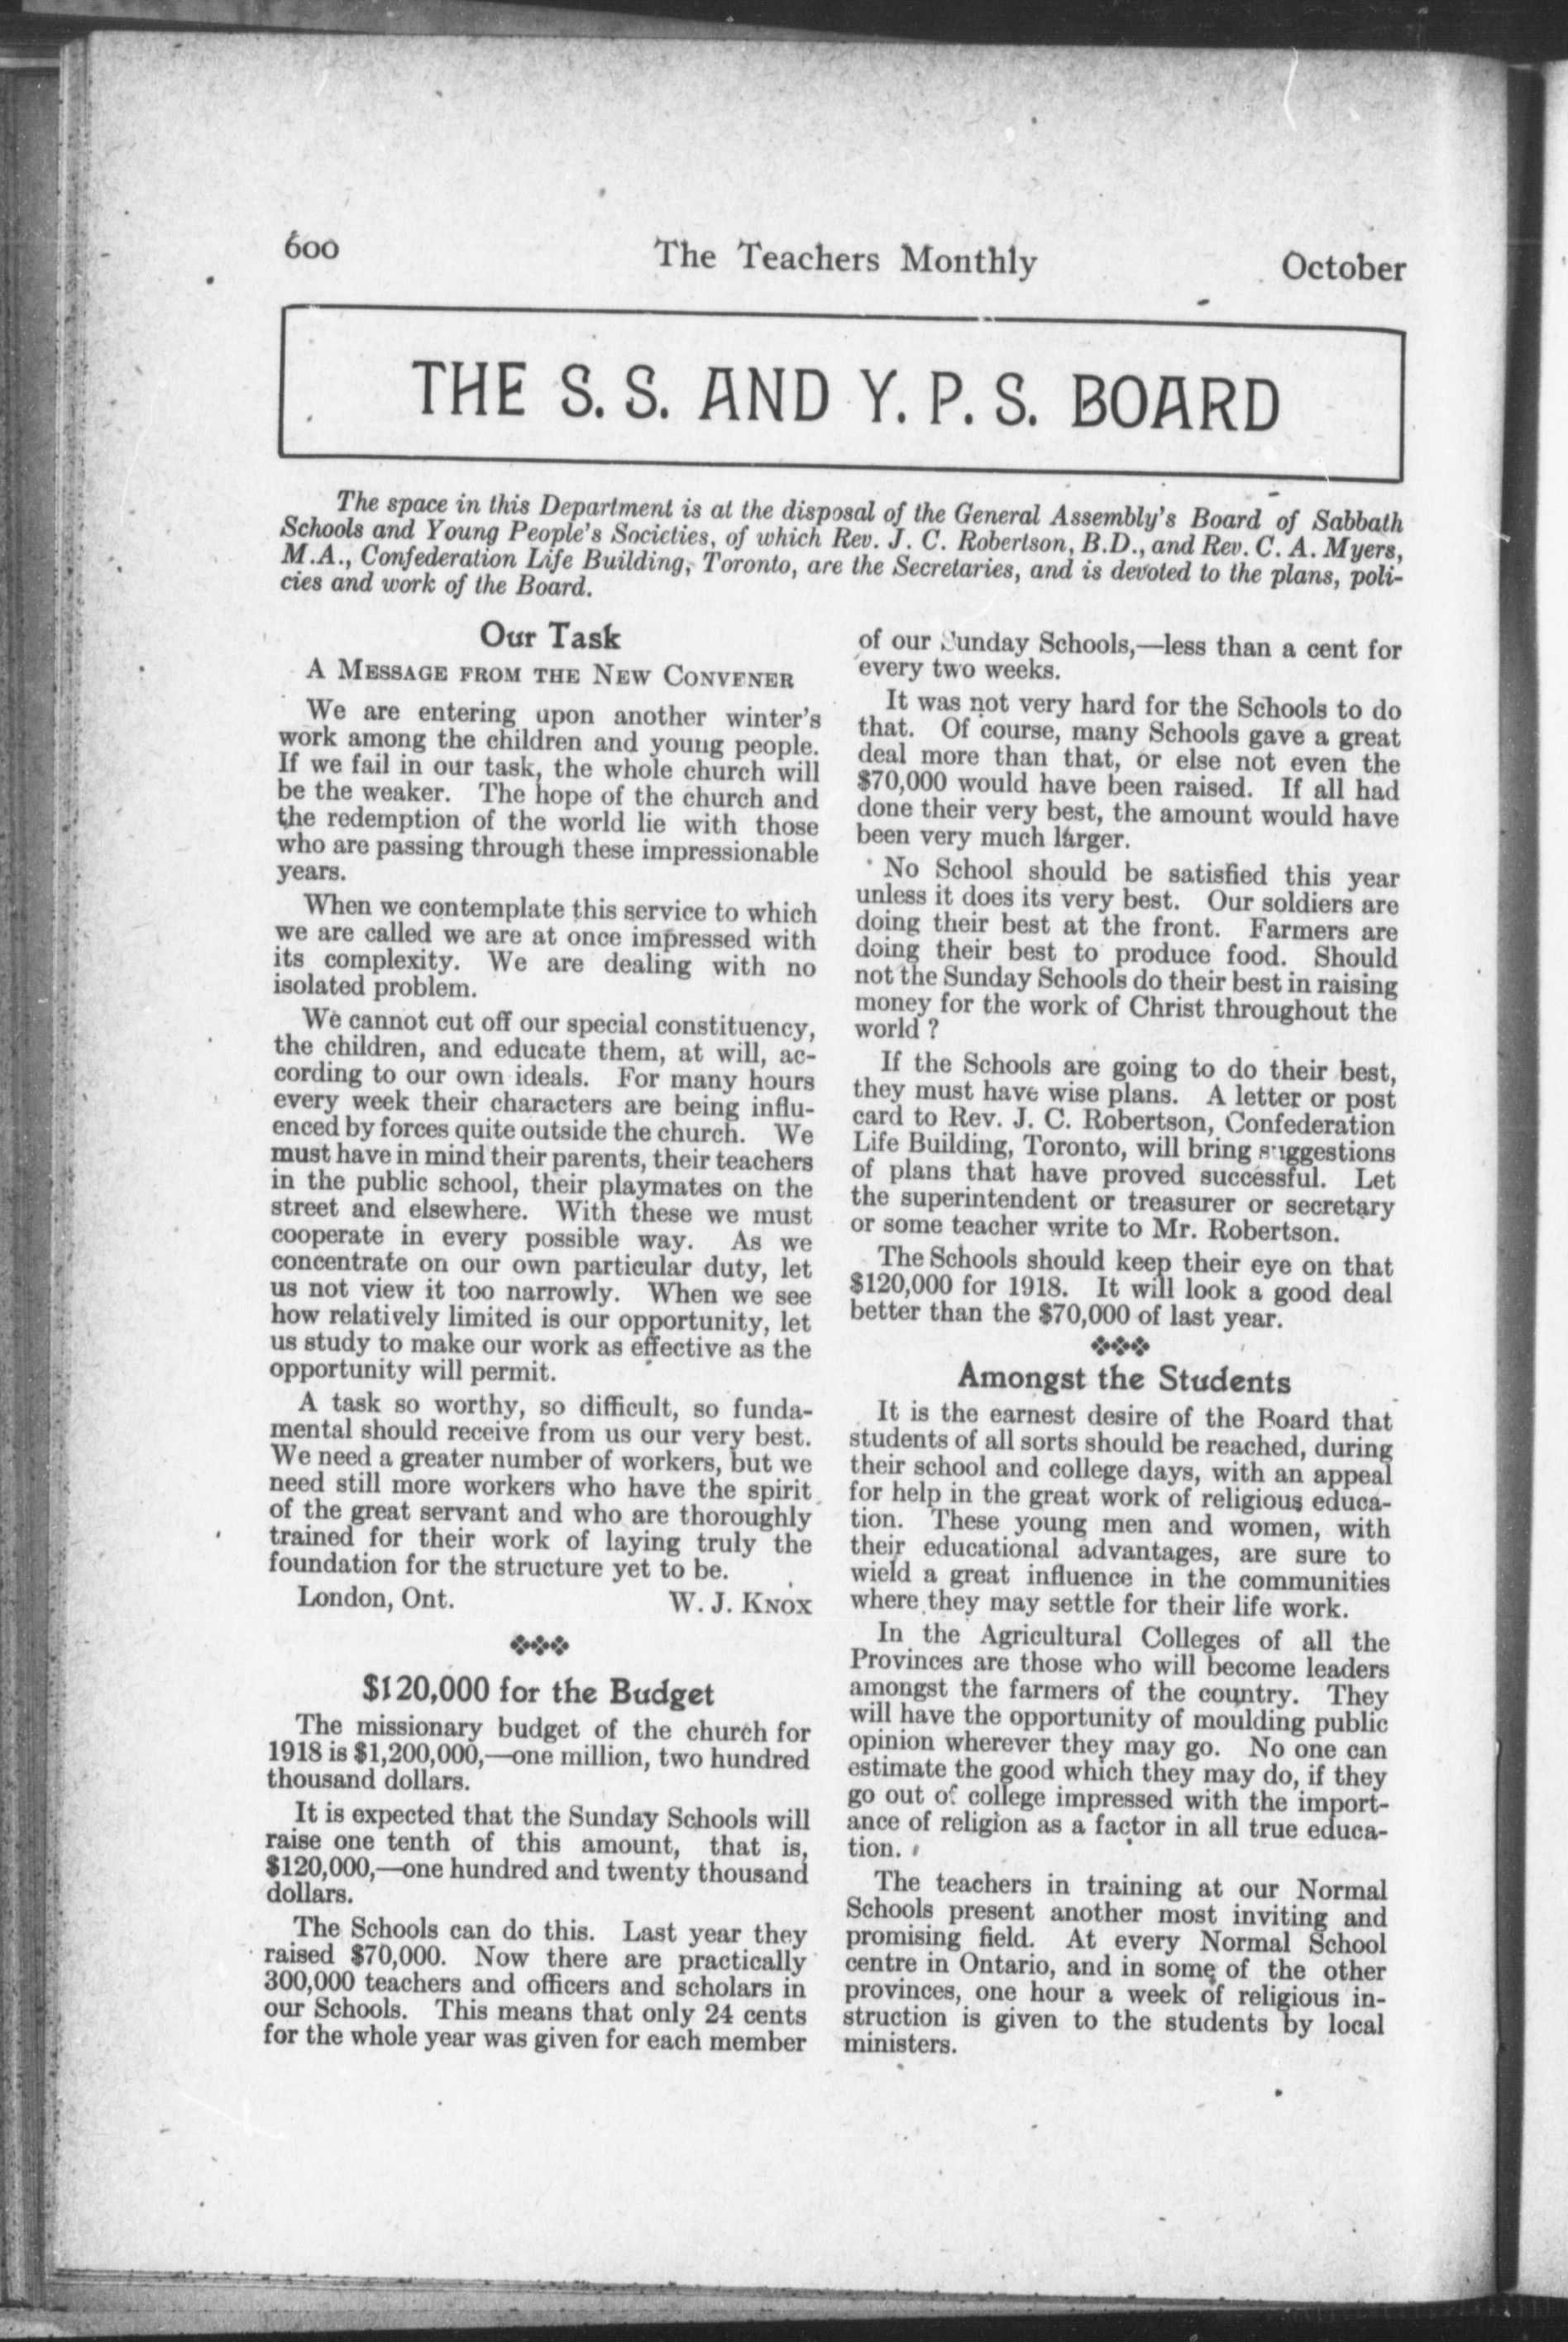 600
The Teachers Monthly
October
THE S. S. AND Y. P. S. BOARD
The space in this Department is at the disposal of the General Assembly's Board of Sabbath
Schools and Young People's Societies, of which Rev. J. C. Robertson, B.D., and Rev. C. A. Myers,
M.A., Confederation Life Building, Toronto, are the Secretaries, and is devoted to the plans, poli-
cies and work of the Board.
Our Task
A MESSAGE FROM THE NEW CONVENER
We are entering upon another winter's
work among the children and young people.
If we fail in our task, the whole church will
be the weaker. The hope of the church and
the redemption of the world lie with those
who are passing through these impressionable
years.
When we contemplate this service to which
we are called we are at once impressed with
its complexity. We are dealing with no
isolated problem.
We cannot cut off our special constituency,
the children, and educate them, at will, ac-
cording to our own ideals. For many hours
every week their characters are being influ-
enced by forces quite outside the church. We
must have in mind their parents, their teachers
in the public school, their playmates on the
street and elsewhere. With these we must
cooperate in every possible way. As we
concentrate on our own particular duty, let
us not view it too narrowly. When we see
how relatively limited is our opportunity, let
us study to make our work as effective as the
opportunity will permit.
A task so worthy, so difficult, so funda-
mental should receive from us our very best.
We need a greater number of workers, but we
need still more workers who have the spirit
of the great servant and who are thoroughly
trained for their work of laying truly the
foundation for the structure yet to be.
London, Ont. W. J. KNOX
$120,000 for the Budget
The missionary budget of the church for
1918 is $1,200,000,—one million, two hundred
thousand dollars.
It is expected that the Sunday Schools will
raise one tenth of this amount, that is,
$120,000,—one hundred and twenty thousand
dollars.
The Schools can do this. Last year they
raised $70,000. Now there are practically
300,000 teachers and officers and scholars in
our Schools. This means that only 24 cents
for the whole year was given for each member
of our Sunday Schools,—less than a cent for
every two weeks.
It was not very hard for the Schools to do
that. Of course, many Schools gave a great
deal more than that, or else not even the
$70,000 would have been raised. If all had
done their very best, the amount would have
been very much larger.
No School should be satisfied this year
unless it does its very best. Our soldiers are
doing their best at the front. Farmers are
doing their best to produce food. Should
not the Sunday Schools do their best in raising
money for the work of Christ throughout the
world ?
If the Schools are going to do their best,
they must have wise plans. A letter or post
card to Rev. J. C. Robertson, Confederation
Life Building, Toronto, will bring suggestions
of plans that have proved successful. Let
the superintendent or treasurer or secretary
or some teacher write to Mr. Robertson.
The Schools should keep their eye on that
$120,000 for 1918. It will look a good deal
better than the $70,000 of last year.
Amongst the Students
It is the earnest desire of the Board that
students of all sorts should be reached, during
their school and college days, with an appeal
for help in the great work of religious educa-
tion. These young men and women, with
their educational advantages, are sure to
wield a great influence in the communities
where they may settle for their life work.
In the Agricultural Colleges of all the
Provinces are those who will become leaders
amongst the farmers of the country. They
will have the opportunity of moulding public
opinion wherever they may go. No one can
estimate the good which they may do, if they
go out of college impressed with the import-
ance of religion as a factor in all true educa-
tion.
The teachers in training at our Normal
Schools present another most inviting and
promising field. At every Normal School
centre in Ontario, and in some of the other
provinces, one hour a week of religious in-
struction is given to the students by local
ministers.